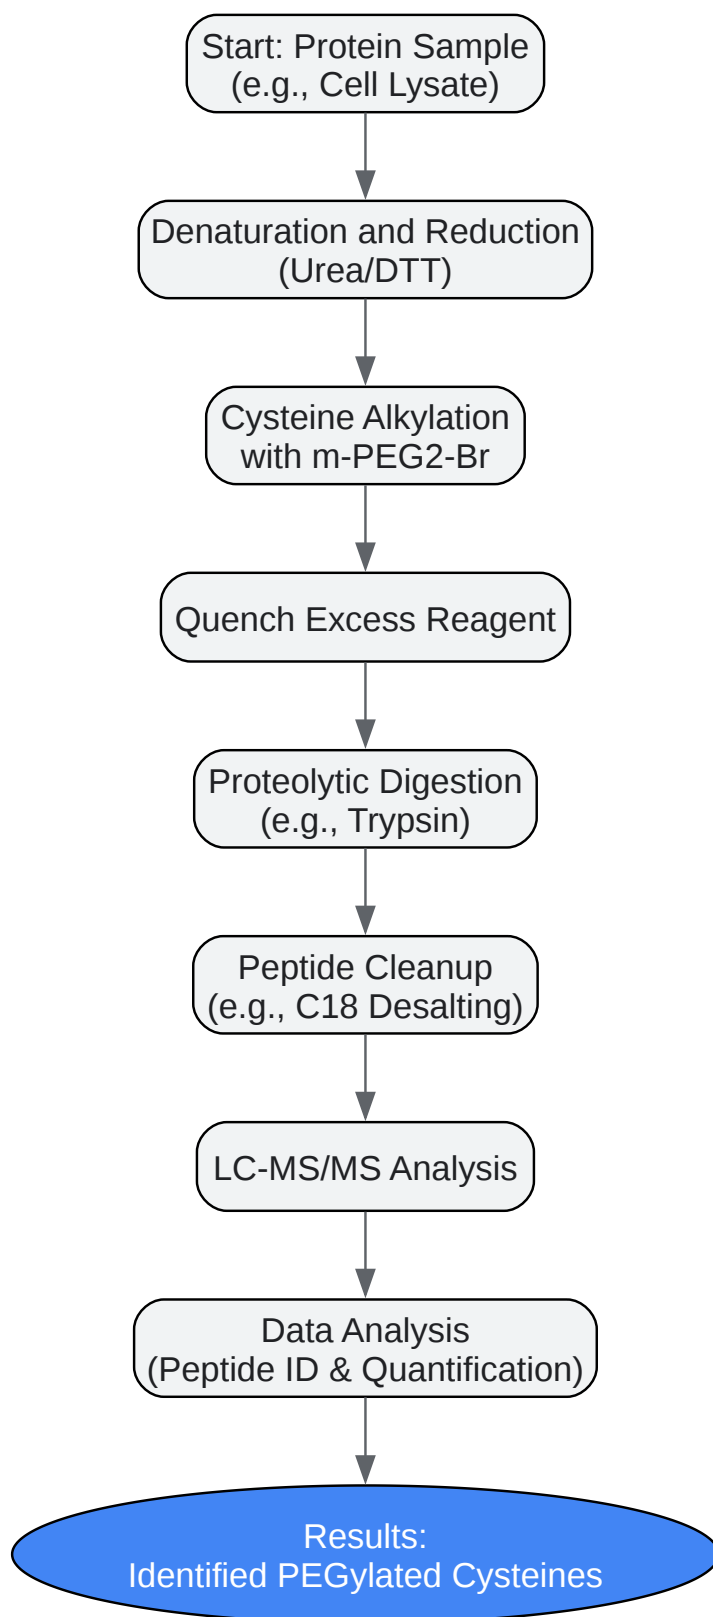 Start: Protein Sample
(e.g., Cell Lysate)
Denaturation and Reduction
(Urea/DTT)
Cysteine Alkylation
with m-PEG2-Br
Quench Excess Reagent
Proteolytic Digestion
(e.g., Trypsin)
Peptide Cleanup
(e.g., C18 Desalting)
LC-MS/MS Analysis
Data Analysis
(Peptide ID & Quantification)
Results:
Identified PEGylated Cysteines